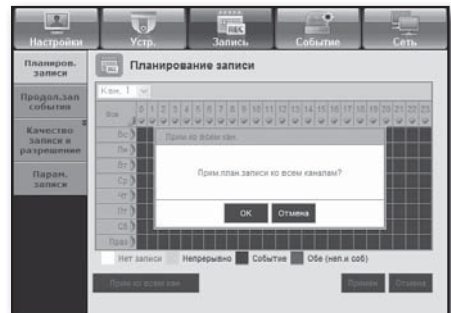 Настройки
Устр.
REC
Запись
Событие
Сеть
Планиров. записи
Продол.зап события
Качество записи и разрешение
Парам. записи
Планирование записи
Кам. 1
Все 0 1 2 3 4 5 6 7 8 9 10 11 12 13 14 15 16 17 18 19 20 21 22 23
Вс
Пн
Вт
Ср
Чт
Пт
Сб
Праз
Прим.ко всем кан.
Прим.план.записи ко всем каналам?
OK
Отмена
Нет записи
Непрерывно
Событие
Обе (неп.и соб)
Прим.ко всем кан.
Примен
Отмена